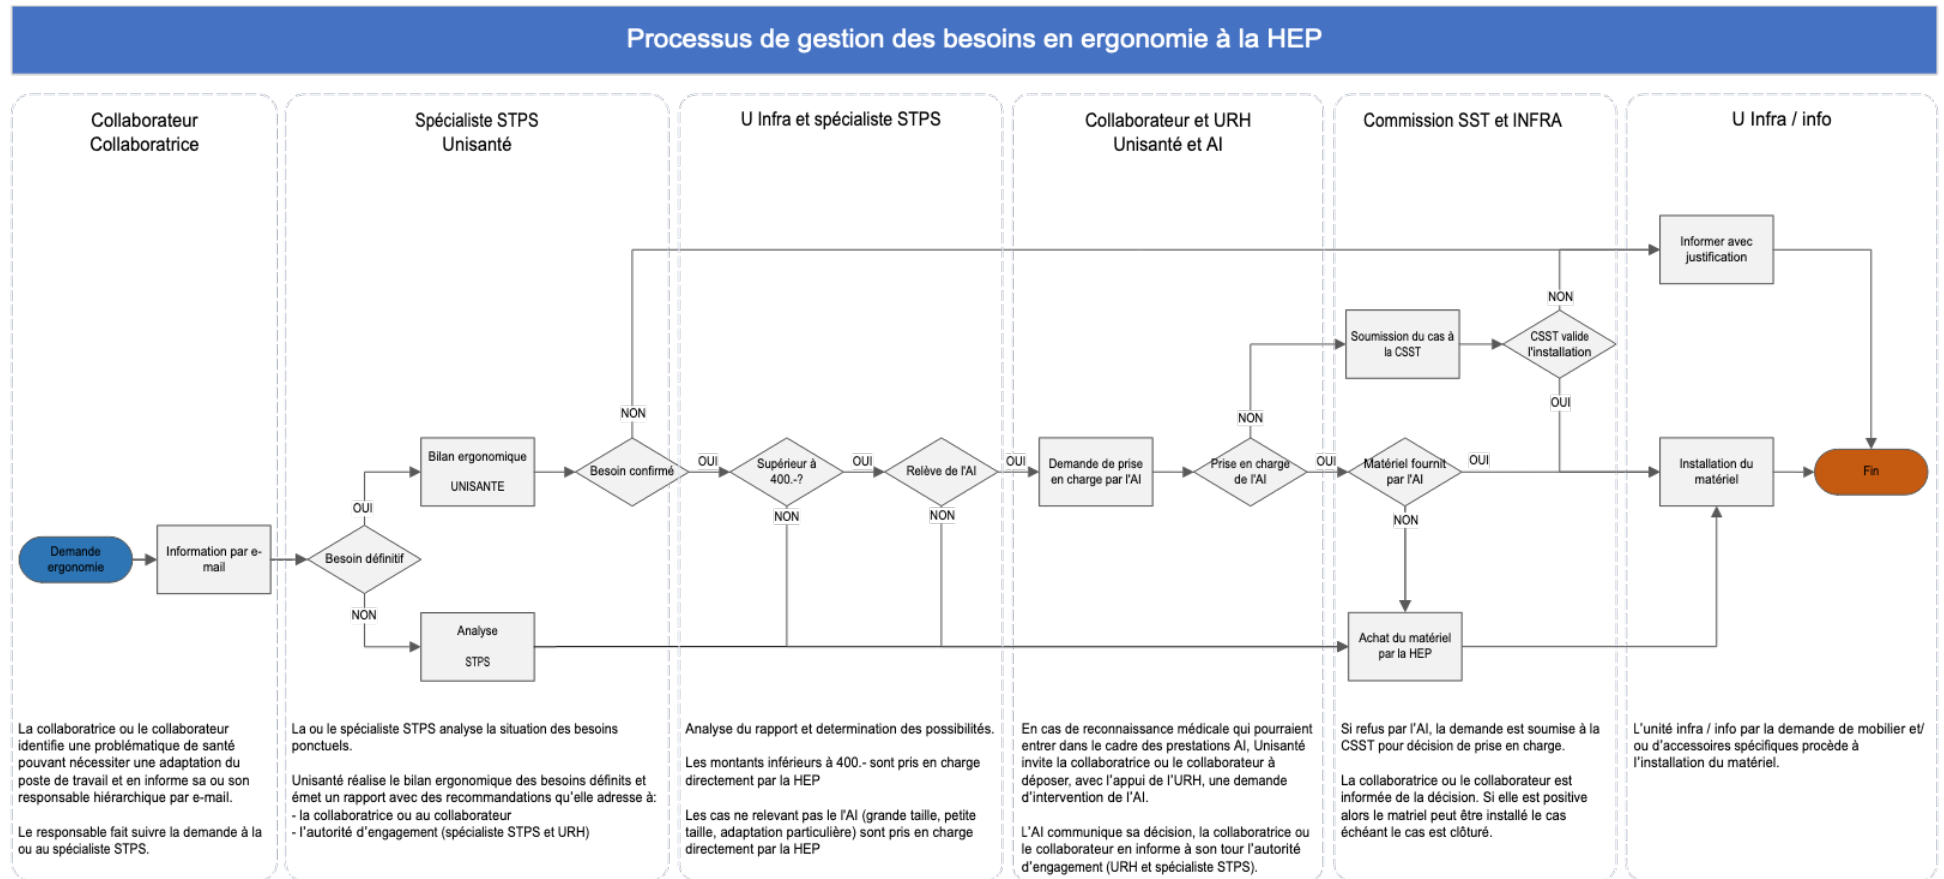 Processus de gestion des besoins en ergonomie à la HEP
Collaborateur
Collaboratrice
Spécialiste STPS
Unisanté
U Infra et spécialiste STPS
Collaborateur et URH
Unisanté et AI
Commission SST et INFRA
U Infra / info
Informer avec
justification
NON
Soumission du cas à
la CSST
CSST valide
l'installation
NON
NON
OUI
Bilan ergonomique
UNISANTE
Besoin confirmé
OUI
Supérieur à
400.-?
OUI
Relève de l'AI
OUI
Demande de prise
en charge par l'AI
Prise en charge
de l'AI
OUI
Matériel fournit
par l'AI
OUI
Installation du
matériel
Fin
OUI
NON
NON
NON
Demande
ergonomie
Information par e-
mail
Besoin définitif
NON
Analyse
STPS
Achat du matériel
par la HEP
La collaboratrice ou le collaborateur
identifie une problématique de santé
pouvant nécessiter une adaptation du
poste de travail et en informe sa ou son
responsable hiérarchique par e-mail.
Le responsable fait suivre la demande à la
ou au spécialiste STPS.
La ou le spécialiste STPS analyse la situation des besoins
ponctuels.
Unisanté réalise le bilan ergonomique des besoins définits et
émet un rapport avec des recommandations qu'elle adresse à:
- la collaboratrice ou au collaborateur
- l'autorité d'engagement (spécialiste STPS et URH)
Analyse du rapport et determination des possibilités.
Les montants inférieurs à 400.- sont pris en charge
directement par la HEP
Les cas ne relevant pas le l'AI (grande taille, petite
taille, adaptation particulière) sont pris en charge
directement par la HEP
En cas de reconnaissance médicale qui pourraient
entrer dans le cadre des prestations AI, Unisanté
invite la collaboratrice ou le collaborateur à
déposer, avec l'appui de l'URH, une demande
d'intervention de l'AI.
L'AI communique sa décision, la collaboratrice ou
le collaborateur en informe à son tour l'autorité
d'engagement (URH et spécialiste STPS).
Si refus par l'AI, la demande est soumise à la
CSST pour décision de prise en charge.
La collaboratrice ou le collaborateur est
informée de la décision. Si elle est positive
alors le matriel peut être installé le cas
échéant le cas est clôturé.
L'unité infra / info par la demande de mobilier et/
ou d'accessoires spécifiques procède à
l'installation du matériel.